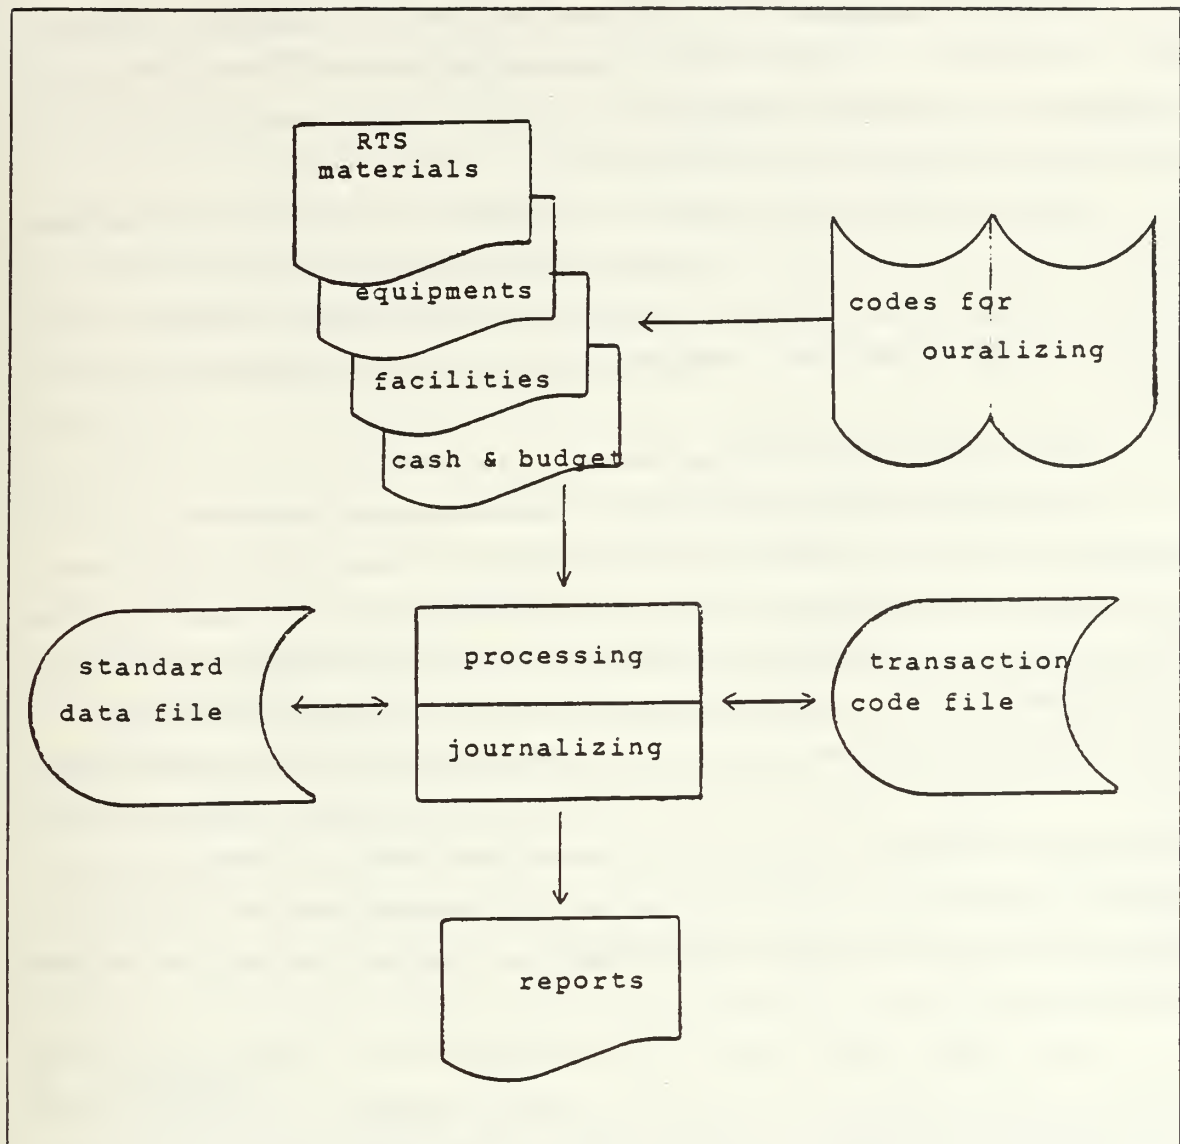 RTS
materials
equipments
facilities
cash & budget
codes for
ouralizing
standard
data file
processing
journalizing
transaction
code file
reports